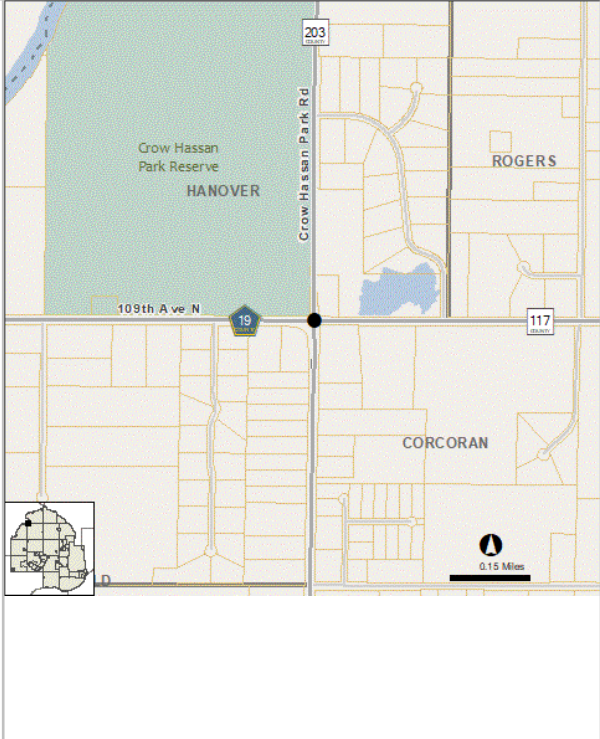 203
COUNTY
Crow Hassan Park Rd
Crow Hassan
Park Reserve
HANOVER
ROGERS
109th Ave N
19
117
COUNTY
CORCORAN
0.15 Miles
D